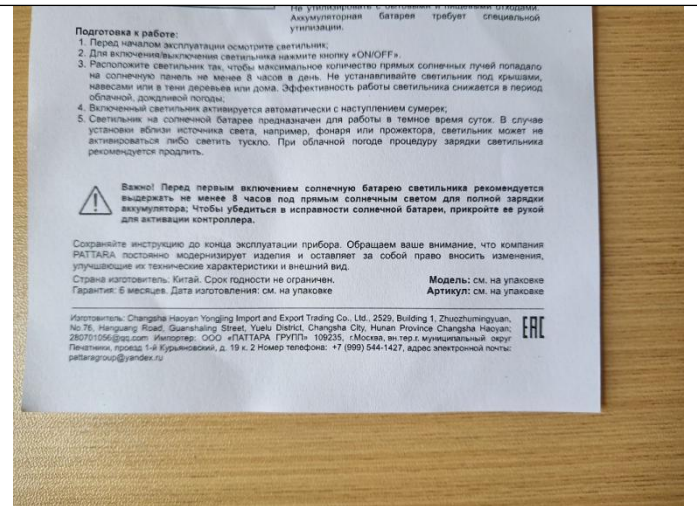 Не утилизировать с бытовыми и пищевыми отходами.
Аккумуляторная батарея требует специальной
утилизации.
Подготовка к работе:
1. Перед началом эксплуатации осмотрите светильник;
2. Для включения/выключения светильника нажмите кнопку «ON/OFF».
3. Расположите светильник так, чтобы максимальное количество прямых солнечных лучей попадало
на солнечную панель не менее 8 часов в день. Не устанавливайте светильник под крышами,
навесами или в тени деревьев или дома. Эффективность работы светильника снижается в период
облачной, дождливой погоды;
4. Включенный светильник активируется автоматически с наступлением сумерек;
5. Светильник на солнечной батарее предназначен для работы в темное время суток. В случае
установки вблизи источника света, например, фонаря или прожектора, светильник может не
активироваться либо светить тускло. При облачной погоде процедуру зарядки светильника
рекомендуется продлить.
Важно! Перед первым включением солнечную батарею светильника рекомендуется
выдержать не менее 8 часов под прямым солнечным светом для полной зарядки
аккумулятора; Чтобы убедиться в исправности солнечной батареи, прикройте ее рукой
для активации контроллера.
Сохраняйте инструкцию до конца эксплуатации прибора. Обращаем ваше внимание, что компания
PATTARA постоянно модернизирует изделия и оставляет за собой право вносить изменения,
улучшающие их технические характеристики и внешний вид.
Страна изготовитель: Китай. Срок годности не ограничен. Модель: см. на упаковке
Гарантия: 6 месяцев. Дата изготовления: см. на упаковке Артикул: см. на упаковке
Изготовитель: Changsha Haoyan Yongjing Import and Export Trading Co., Ltd., 2529, Building 1, Zhuozhumingyuan,
No.76, Hanguang Road, Guanshaling Street, Yuelu District, Changsha City, Hunan Province Changsha Haoyan;
280701056@qq.com Импортер: ООО «ПАТТАРА ГРУПП» 109235, г.Москва, вн.тер.г. муниципальный округ
Печатники, проезд 1-й Курьяновский, д. 19 к. 2 Номер телефона: +7 (999) 544-1427, адрес электронной почты:
pattaragroup@yandex.ru
EAC